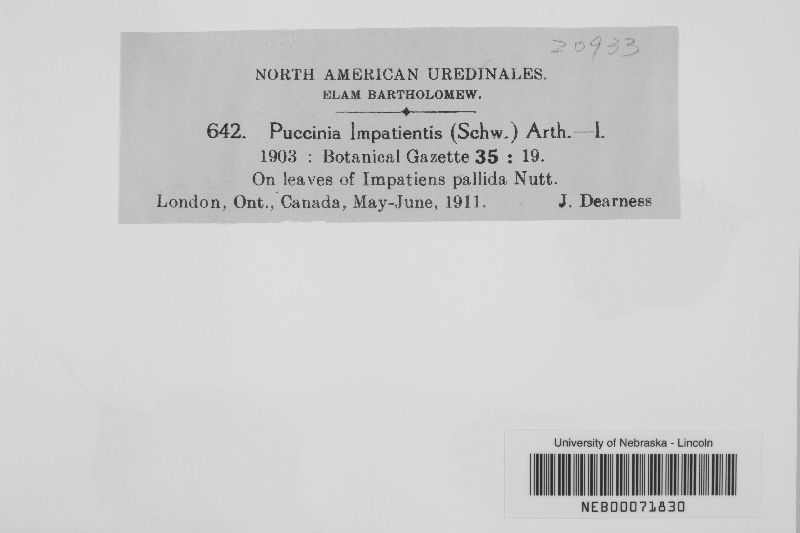 20933
NORTH AMERICAN UREDINALES.
ELAM BARTHOLOMEW.
642. Puccinia Impatientis (Schw.) Arth.—I.
1903 : Botanical Gazette 35 : 19.
On leaves of Impatiens pallida Nutt.
London, Ont., Canada, May-June, 1911. J. Dearness
University of Nebraska - Lincoln
NEB00071830